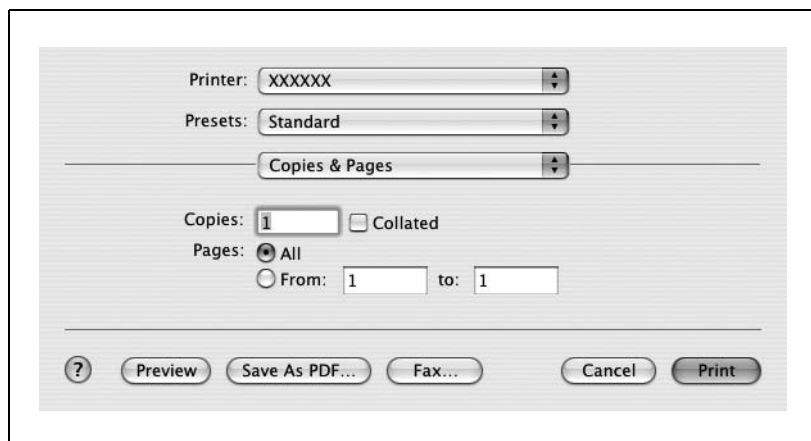 Printer: XXXXXX
Presets: Standard
Copies & Pages
Copies: 1 Collated
Pages: All
From: 1 to: 1
? Preview Save As PDF... Fax... Cancel Print